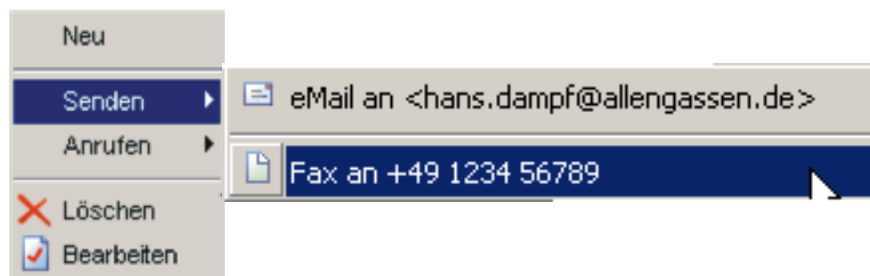 Neu
Senden
Anrufen
Löschen
Bearbeiten
eMail an <hans.dampf@allengassen.de>
Fax an +49 1234 56789